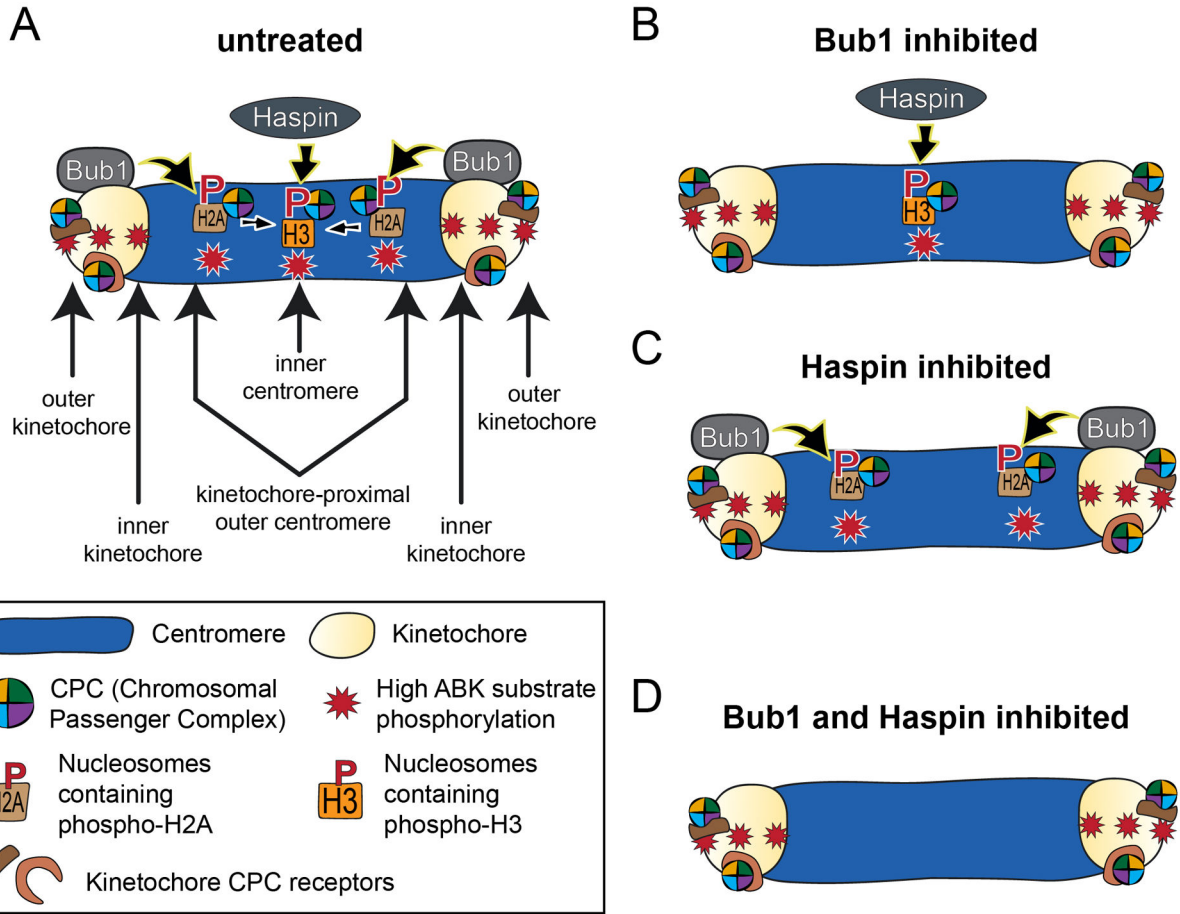 A
untreated
Haspin
Bub1
Bub1
P
P
P
H2A
H3
H2A
outer
kinetochore
inner
centromere
outer
kinetochore
kinetochore-proximal
outer centromere
inner
kinetochore
inner
kinetochore
Centromere
Kinetochore
CPC (Chromosomal
Passenger Complex)
High ABK substrate
phosphorylation
P
H2A
Nucleosomes
containing
phospho-H2A
P
H3
Nucleosomes
containing
phospho-H3
Kinetochore CPC receptors
B
Bub1 inhibited
Haspin
P
H3
C
Haspin inhibited
Bub1
Bub1
P
P
H2A
H2A
D
Bub1 and Haspin inhibited